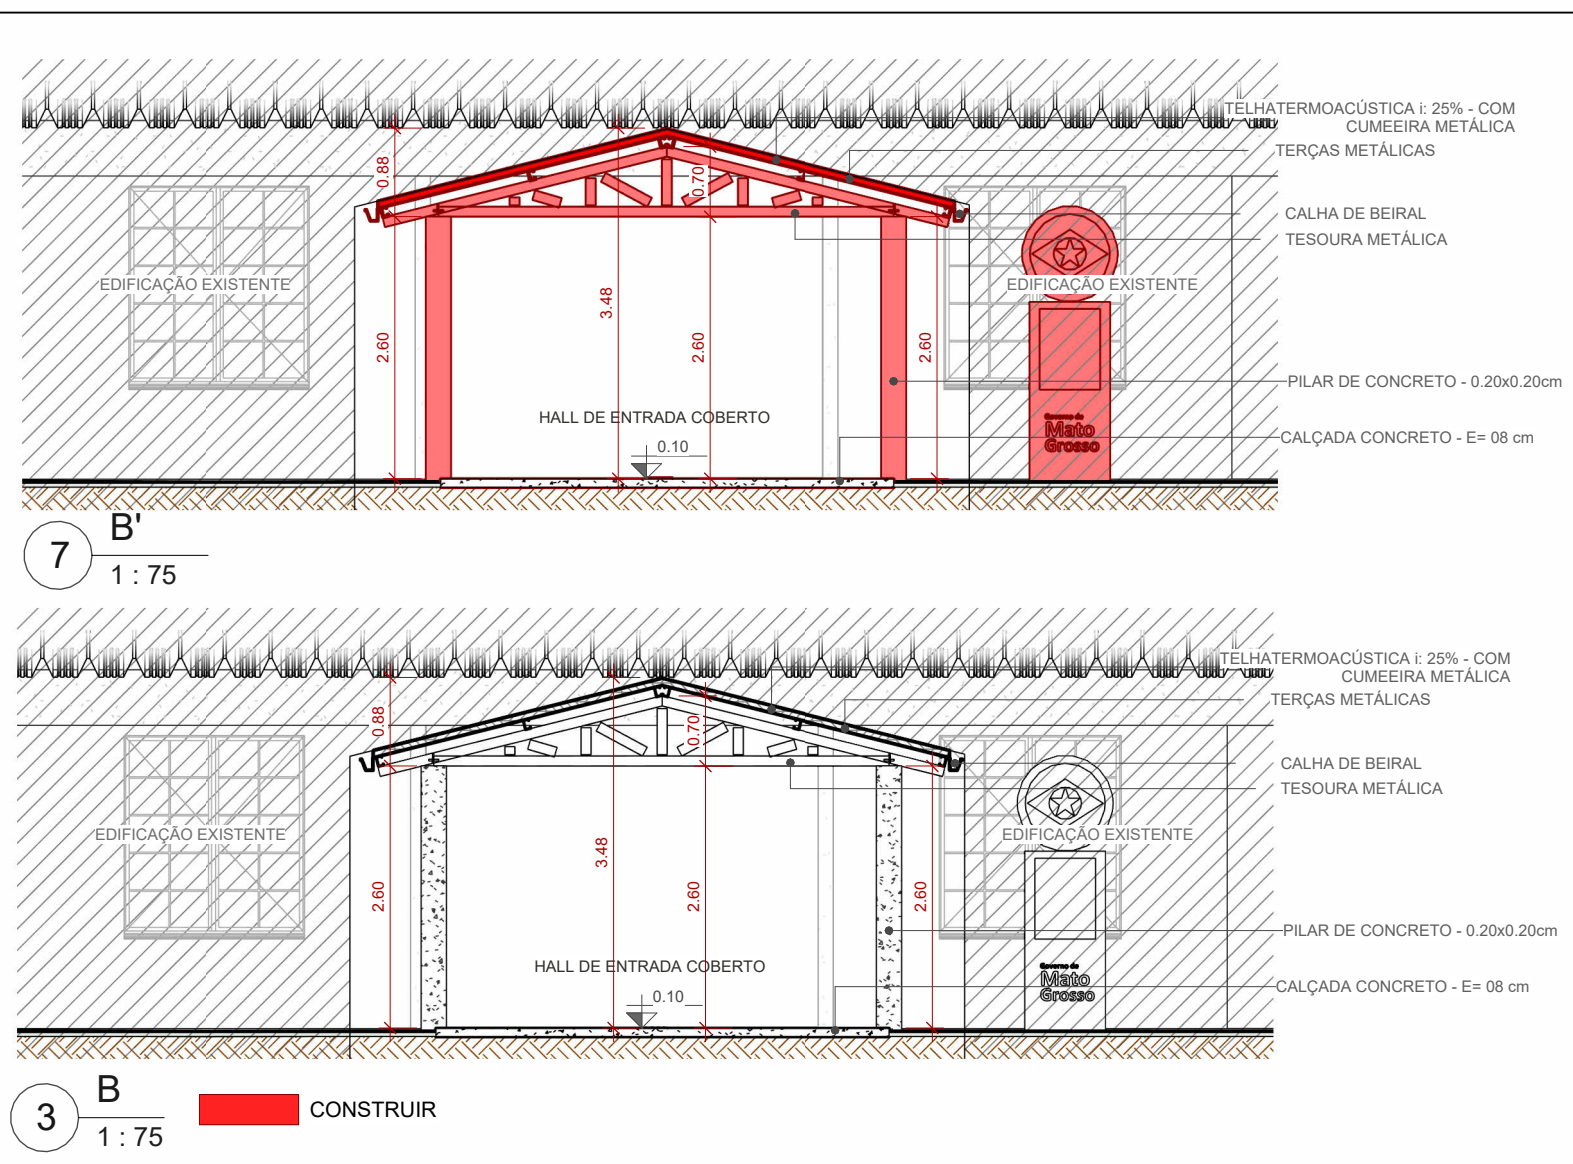 TELHATERMOACÚSTICA i: 25% - COM
CUMEEIRA METÁLICA
TERÇAS METÁLICAS
0.88
0.70
CALHA DE BEIRAL
TESOURA METÁLICA
EDIFICAÇÃO EXISTENTE
EDIFICAÇÃO EXISTENTE
3.48
2.60
2.60
2.60
PILAR DE CONCRETO - 0.20x0.20cm
HALL DE ENTRADA COBERTO
0.10
Governo de
Mato
Grosso
CALÇADA CONCRETO - E= 08 cm
7
B'
1 : 75
TELHATERMOACÚSTICA i: 25% - COM
CUMEEIRA METÁLICA
TERÇAS METÁLICAS
0.88
0.70
CALHA DE BEIRAL
TESOURA METÁLICA
EDIFICAÇÃO EXISTENTE
EDIFICAÇÃO EXISTENTE
3.48
2.60
2.60
2.60
PILAR DE CONCRETO - 0.20x0.20cm
HALL DE ENTRADA COBERTO
0.10
Governo de
Mato
Grosso
CALÇADA CONCRETO - E= 08 cm
3
B
1 : 75
CONSTRUIR